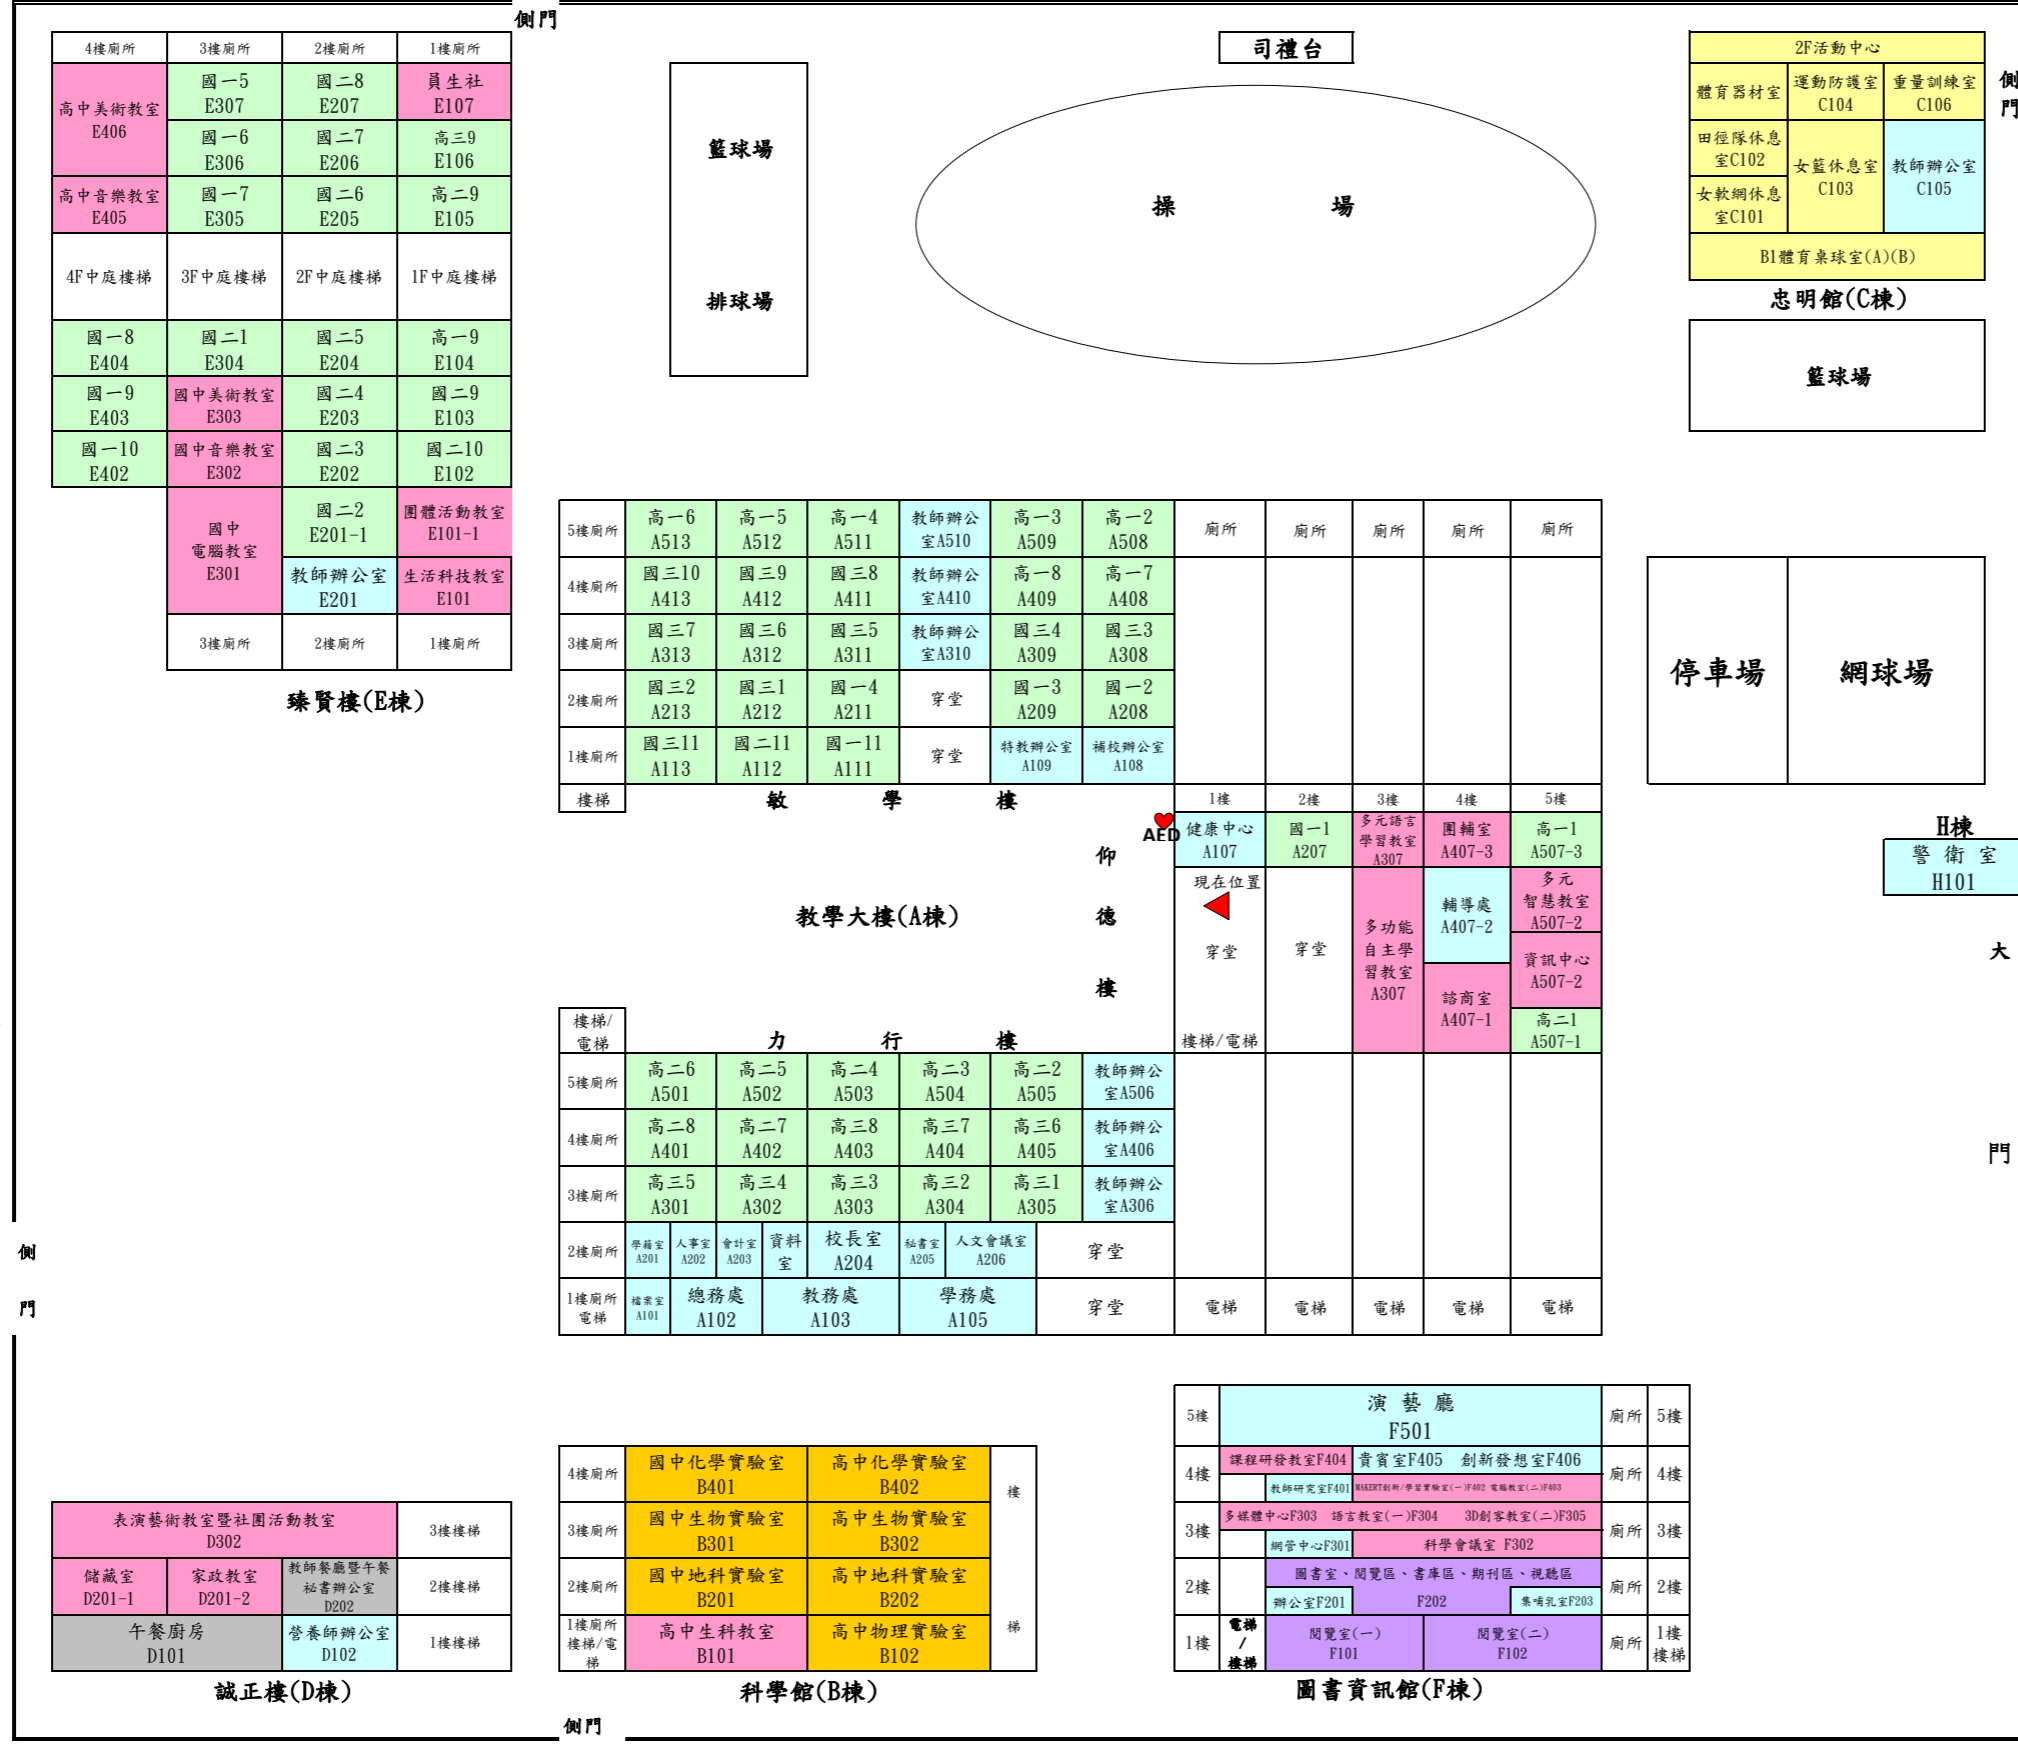 側門
4樓廁所 3樓廁所 2樓廁所 1樓廁所
高中美術教室
E406
國一5
E307
國二8
E207
員生社
E107
國一6
E306
國二7
E206
高三9
E106
高中音樂教室
E405
國一7
E305
國二6
E205
高二9
E105
4F中庭樓梯 3F中庭樓梯 2F中庭樓梯 1F中庭樓梯
國一8
E404
國二1
E304
國二5
E204
高一9
E104
國一9
E403
國中美術教室
E303
國二4
E203
國二9
E103
國一10
E402
國中音樂教室
E302
國二3
E202
國二10
E102
國中
電腦教室
E301
國二2
E201-1
團體活動教室
E101-1
教師辦公室
E201
生活科技教室
E101
3樓廁所 2樓廁所 1樓廁所
臻賢樓(E棟)
籃球場
排球場
司禮台
操 場
2F活動中心
體育器材室
運動防護室
C104
重量訓練室
C106
田徑隊休息
室C102
女籃休息室
C103
教師辦公室
C105
女軟網休息
室C101
B1體育桌球室(A)(B)
忠明館(C棟)
側
門
籃球場
5樓廁所
高一6
A513
高一5
A512
高一4
A511
教師辦公
室A510
高一3
A509
高一2
A508
廁所 廁所 廁所 廁所 廁所
4樓廁所
國三10
A413
國三9
A412
國三8
A411
教師辦公
室A410
高一8
A409
高一7
A408
3樓廁所
國三7
A313
國三6
A312
國三5
A311
教師辦公
室A310
國三4
A309
國三3
A308
2樓廁所
國三2
A213
國三1
A212
國一4
A211
穿堂
國一3
A209
國一2
A208
1樓廁所
國三11
A113
國二11
A112
國一11
A111
穿堂
特教辦公室
A109
補校辦公室
A108
樓梯
敏 學 樓
1樓 2樓 3樓 4樓 5樓
AED
健康中心
A107
國一1
A207
多元語言
學習教室
A307
團輔室
A407-3
高一1
A507-3
仰
德
樓
教學大樓(A棟)
現在位置
穿堂
樓梯/電梯
穿堂
多功能
自主學
習教室
A307
輔導處
A407-2
諮商室
A407-1
多元
智慧教室
A507-2
資訊中心
A507-2
高二1
A507-1
停車場
網球場
H棟
警衛室
H101
大
門
樓梯/
電梯
力 行 樓
5樓廁所
高二6
A501
高二5
A502
高二4
A503
高二3
A504
高二2
A505
教師辦公
室A506
4樓廁所
高二8
A401
高二7
A402
高三8
A403
高三7
A404
高三6
A405
教師辦公
室A406
3樓廁所
高三5
A301
高三4
A302
高三3
A303
高三2
A304
高三1
A305
教師辦公
室A306
2樓廁所
學籍室
A201
人事室
A202
會計室
A203
資料
室
校長室
A204
秘書室
A205
人文會議室
A206
穿堂
1樓廁所
電梯
檔案室
A101
總務處
A102
教務處
A103
學務處
A105
穿堂
電梯 電梯 電梯 電梯 電梯
側
門
表演藝術教室暨社團活動教室
D302
3樓樓梯
儲藏室
D201-1
家政教室
D201-2
教師餐廳暨午餐
祕書辦公室
D202
2樓樓梯
午餐廚房
D101
營養師辦公室
D102
1樓樓梯
誠正樓(D棟)
4樓廁所
國中化學實驗室
B401
高中化學實驗室
B402
3樓廁所
國中生物實驗室
B301
高中生物實驗室
B302
2樓廁所
國中地科實驗室
B201
高中地科實驗室
B202
1樓廁所
樓梯/電
梯
高中生科教室
B101
高中物理實驗室
B102
樓
梯
科學館(B棟)
側門
5樓
演藝廳
F501
廁所 5樓
4樓
課程研發教室F404 貴賓室F405 創新發想室F406
教師研究室F401 MAKERT創新/學習實驗室(一)F402 電腦教室(二)F403
廁所 4樓
3樓
多媒體中心F303 語言教室(一)F304 3D創客教室(二)F305
網管中心F301 科學會議室 F302
廁所 3樓
2樓
圖書室、閱覽區、書庫區、期刊區、視聽區
辦公室F201 F202 集哺乳室F203
廁所 2樓
1樓
電梯
/
樓梯
閱覽室(一)
F101
閱覽室(二)
F102
廁所
1樓
樓梯
圖書資訊館(F棟)